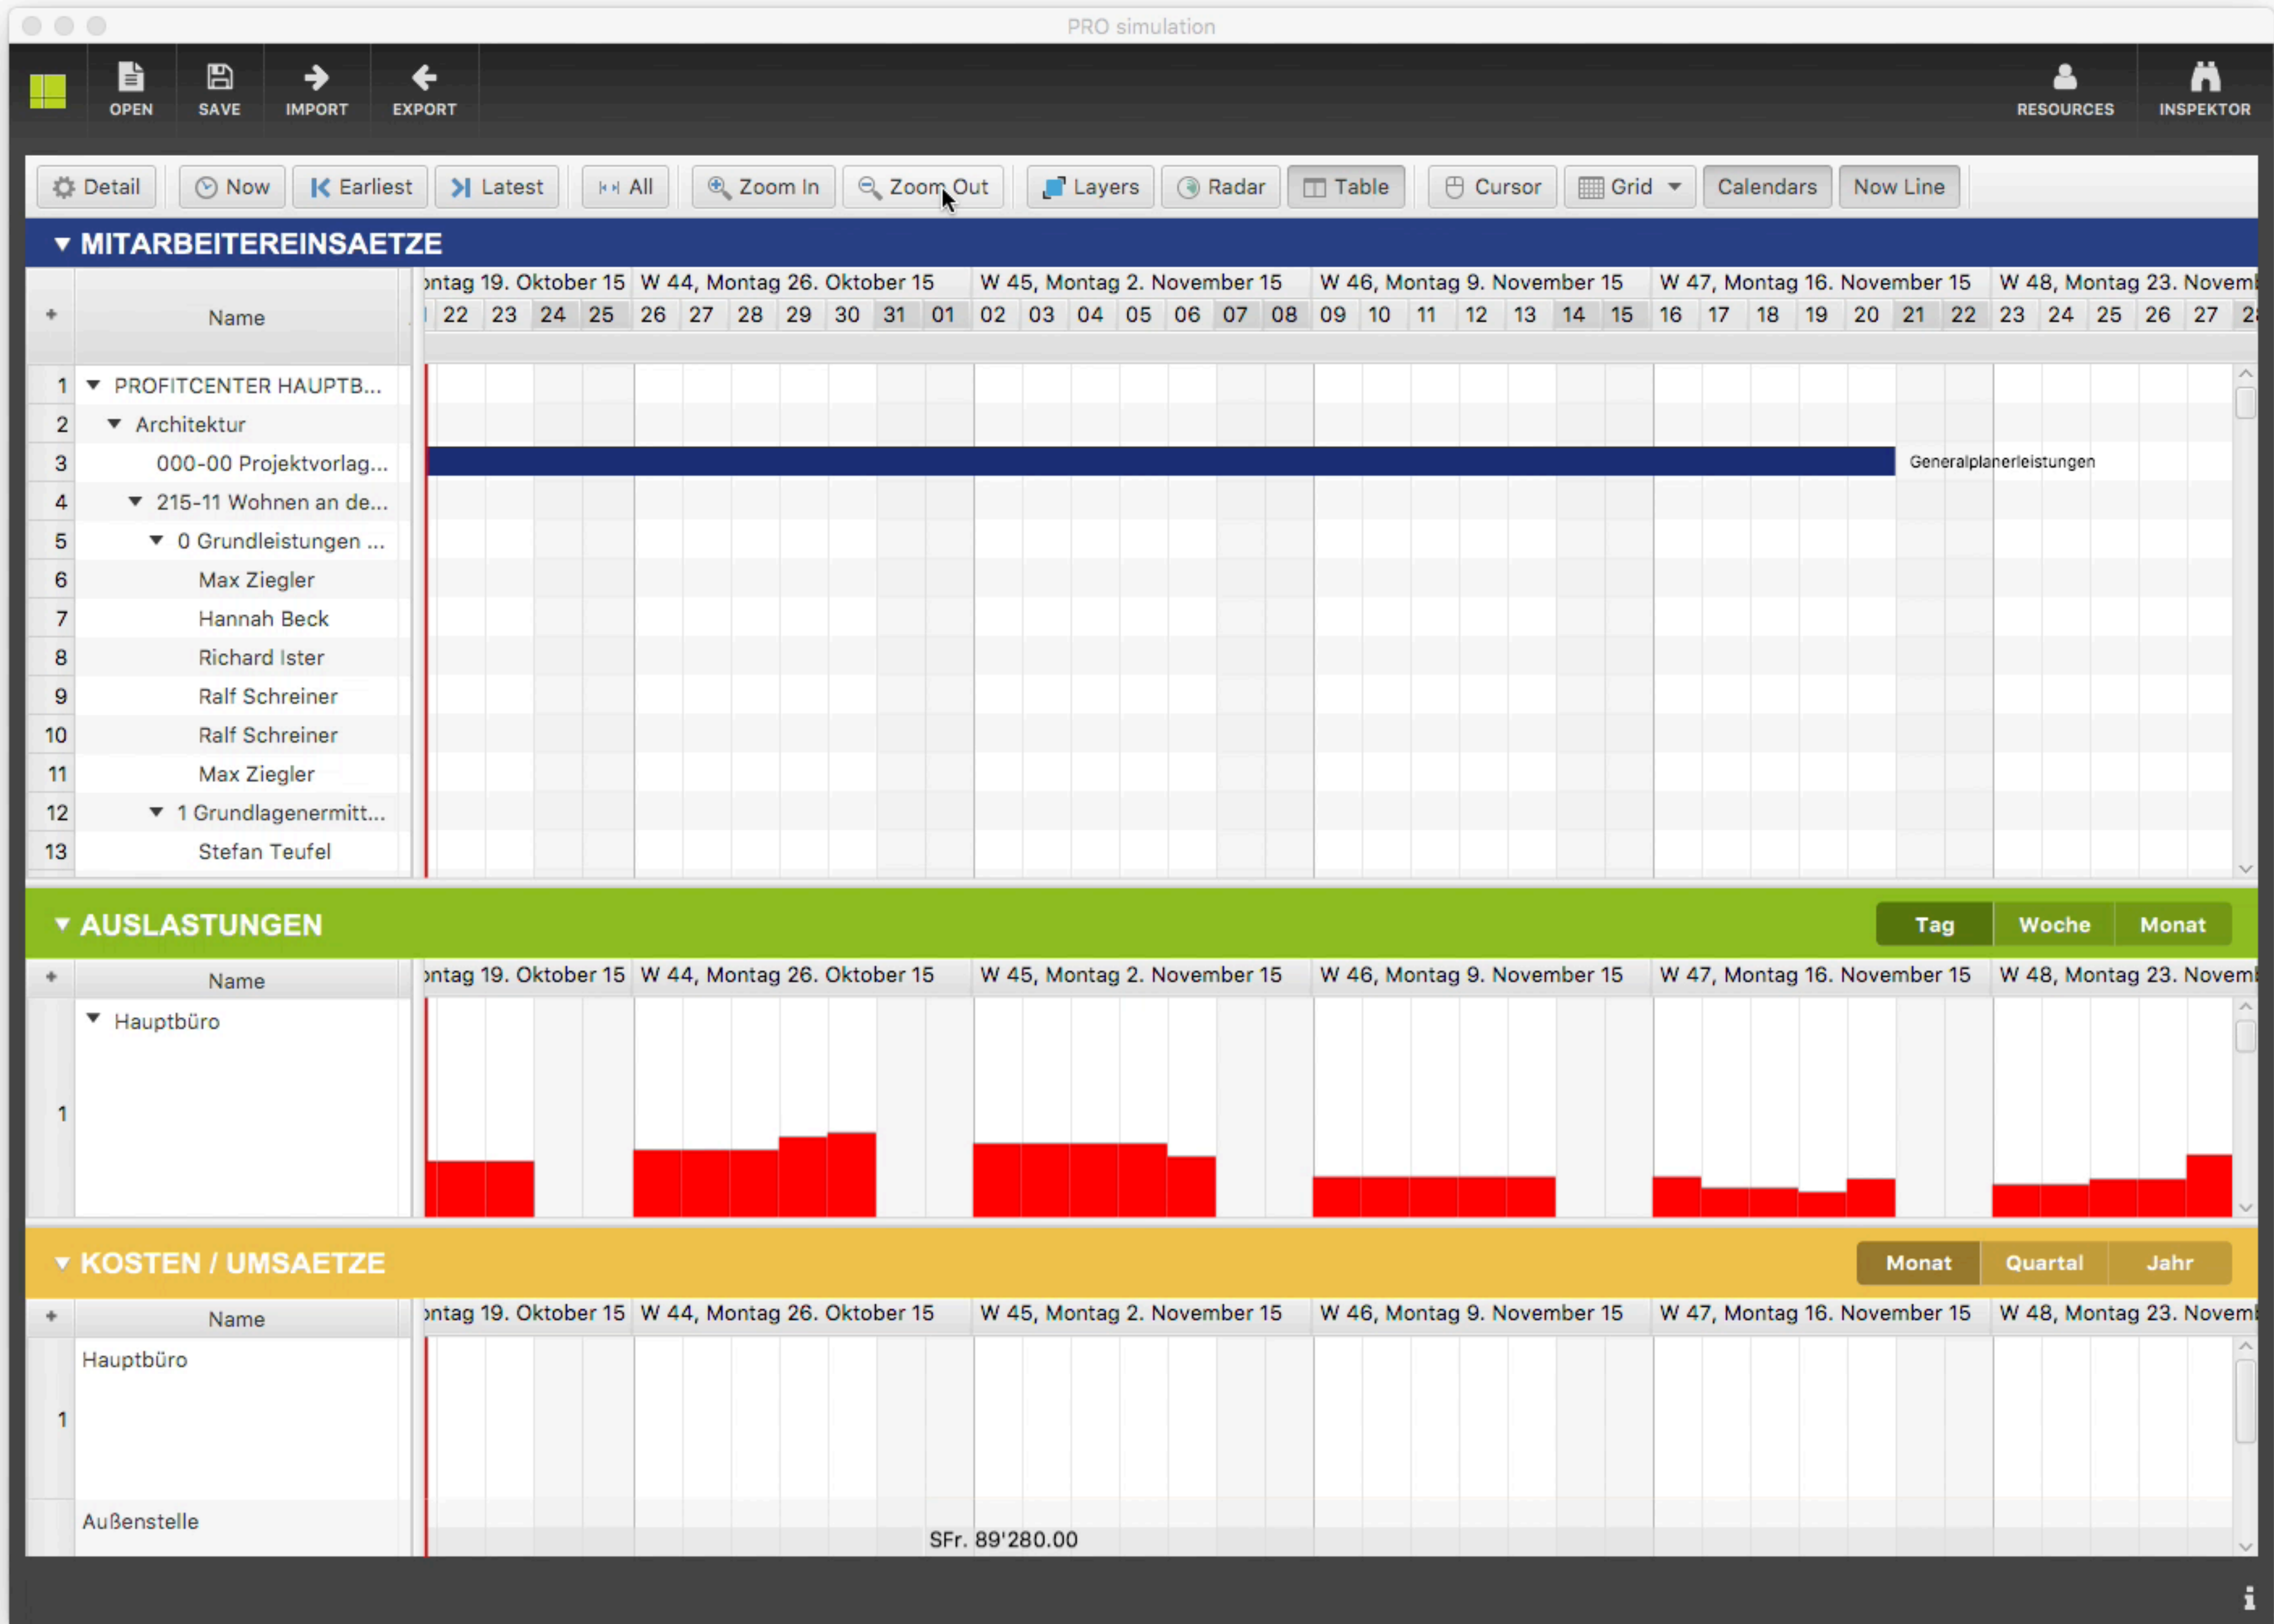 PRO simulation
OPEN SAVE IMPORT EXPORT RESOURCES INSPEKTOR
Detail Now Earliest Latest All Zoom In Zoom Out Layers Radar Table Cursor Grid Calendars Now Line
MITARBEITEREINSAETZE
ontag 19. Oktober 15 W 44, Montag 26. Oktober 15 W 45, Montag 2. November 15 W 46, Montag 9. November 15 W 47, Montag 16. November 15 W 48, Montag 23. Novem
+ Name 22 23 24 25 26 27 28 29 30 31 01 02 03 04 05 06 07 08 09 10 11 12 13 14 15 16 17 18 19 20 21 22 23 24 25 26 27
1 PROFITCENTER HAUPTB...
2 Architektur
3 000-00 Projektvorlag... Generalplanerleistungen
4 215-11 Wohnen an de...
5 0 Grundleistungen ...
6 Max Ziegler
7 Hannah Beck
8 Richard Ister
9 Ralf Schreiner
10 Ralf Schreiner
11 Max Ziegler
12 1 Grundlagenermitt...
13 Stefan Teufel
AUSLASTUNGEN Tag Woche Monat
+ Name ontag 19. Oktober 15 W 44, Montag 26. Oktober 15 W 45, Montag 2. November 15 W 46, Montag 9. November 15 W 47, Montag 16. November 15 W 48, Montag 23. Novem
Hauptbüro
1
KOSTEN / UMSAETZE Monat Quartal Jahr
+ Name ontag 19. Oktober 15 W 44, Montag 26. Oktober 15 W 45, Montag 2. November 15 W 46, Montag 9. November 15 W 47, Montag 16. November 15 W 48, Montag 23. Novem
Hauptbüro
1
Außenstelle
SFr. 89'280.00